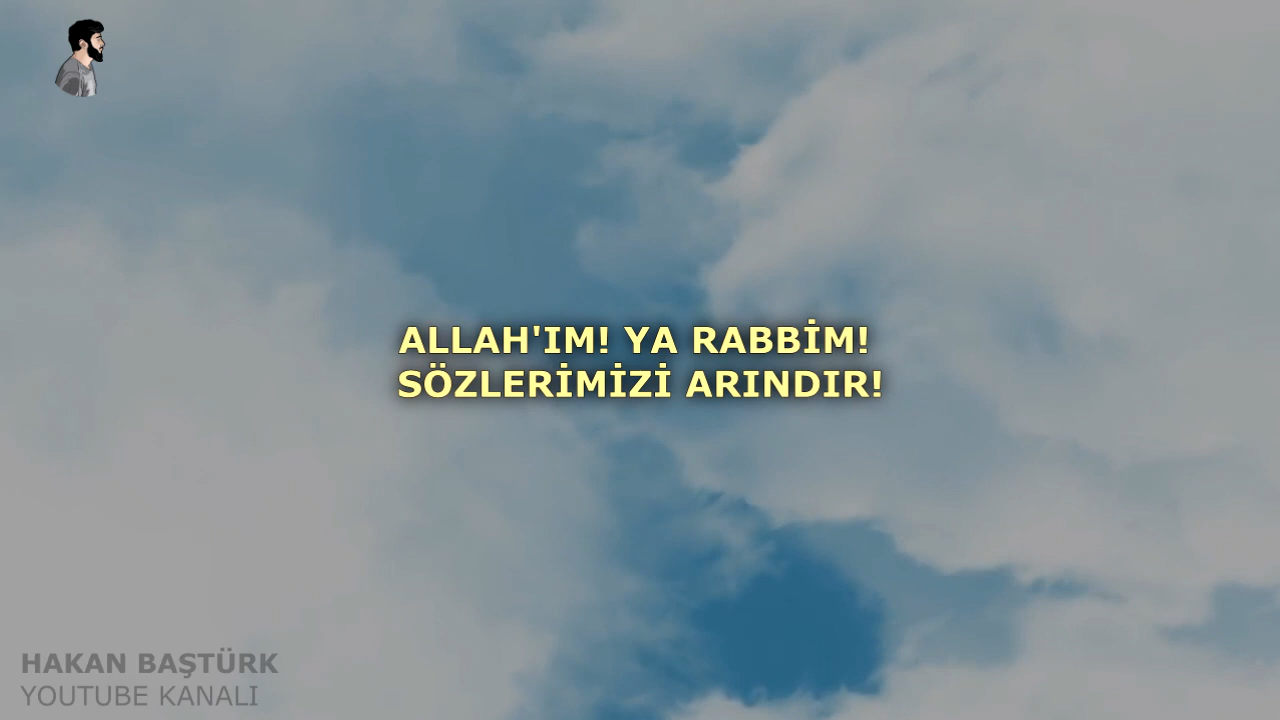 ALLAH'IM! YA RABBİM!
SÖZLERİMİZİ ARINDIR!
HAKAN BAŞTÜRK
YOUTUBE KANALI